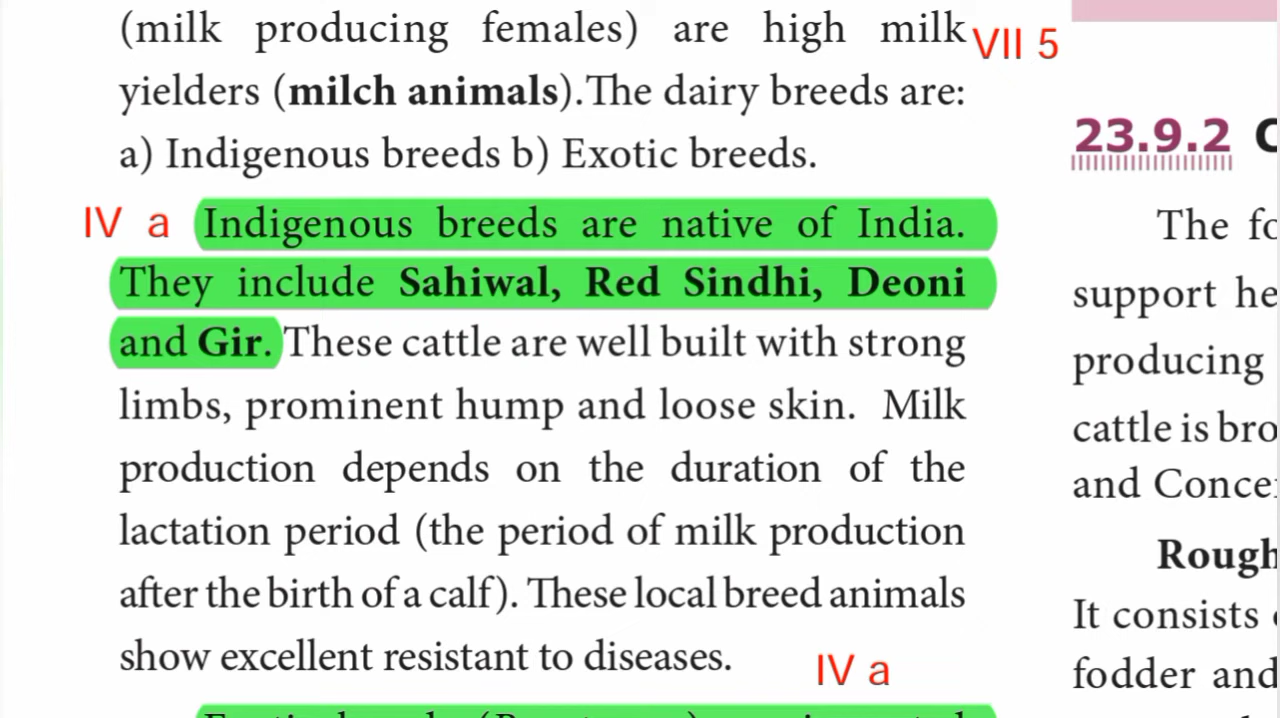 (milk producing females) are high milk VII 5
yielders (milch animals).The dairy breeds are:
a) Indigenous breeds b) Exotic breeds.
IV a Indigenous breeds are native of India.
They include Sahiwal, Red Sindhi, Deoni
and Gir. These cattle are well built with strong
limbs, prominent hump and loose skin. Milk
production depends on the duration of the
lactation period (the period of milk production
after the birth of a calf). These local breed animals
show excellent resistant to diseases.
IV a
23.9.2 C
The fo
support he
producing
cattle is bro
and Conce
Rough
It consists
fodder and